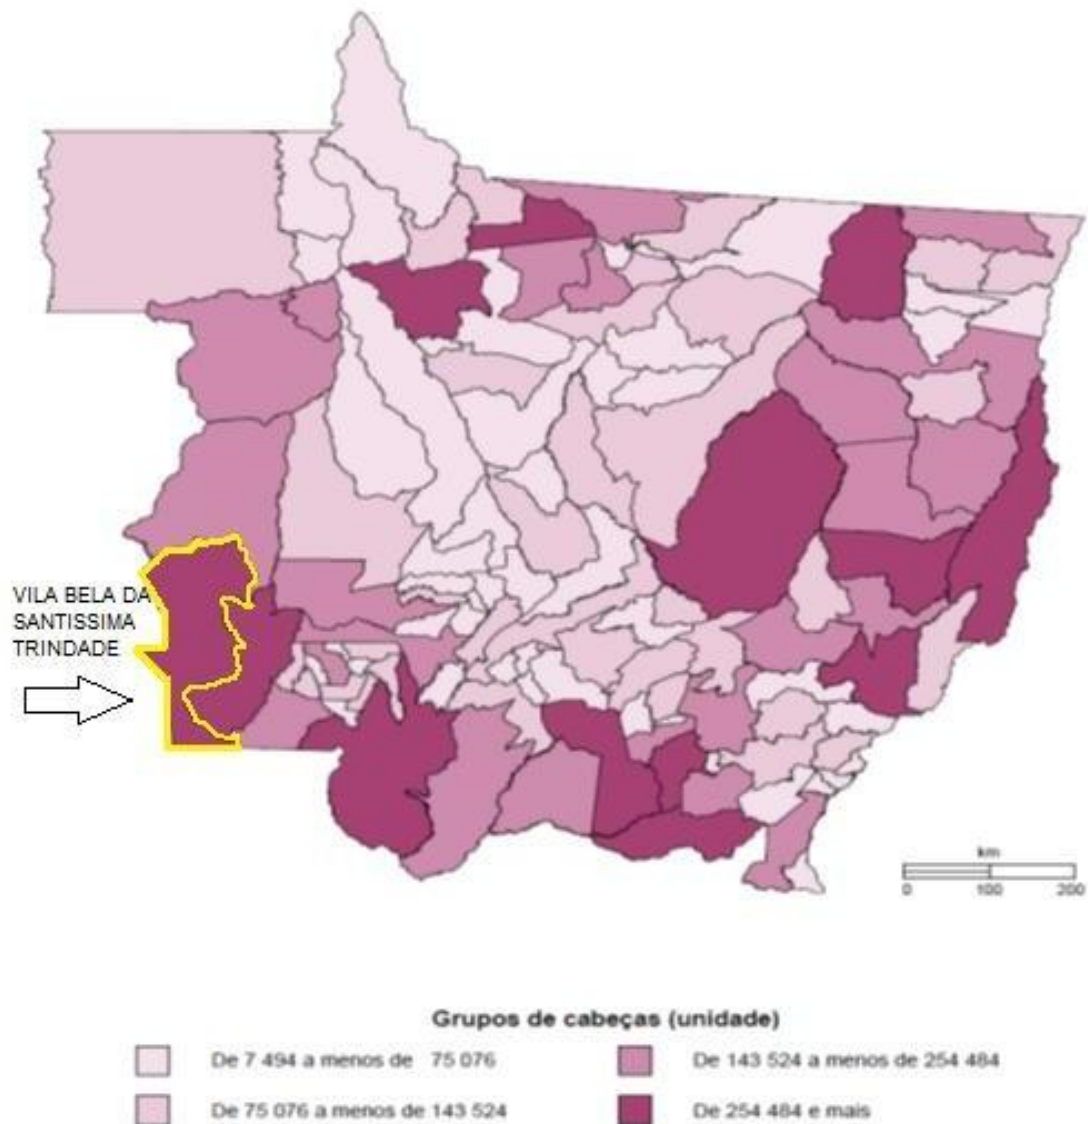 VILA BELA DA
SANTISSIMA
TRINDADE
km
0 100 200
Grupos de cabeças (unidade)
De 7 494 a menos de 75 076
De 143 524 a menos de 254 484
De 75 076 a menos de 143 524
De 254 484 e mais